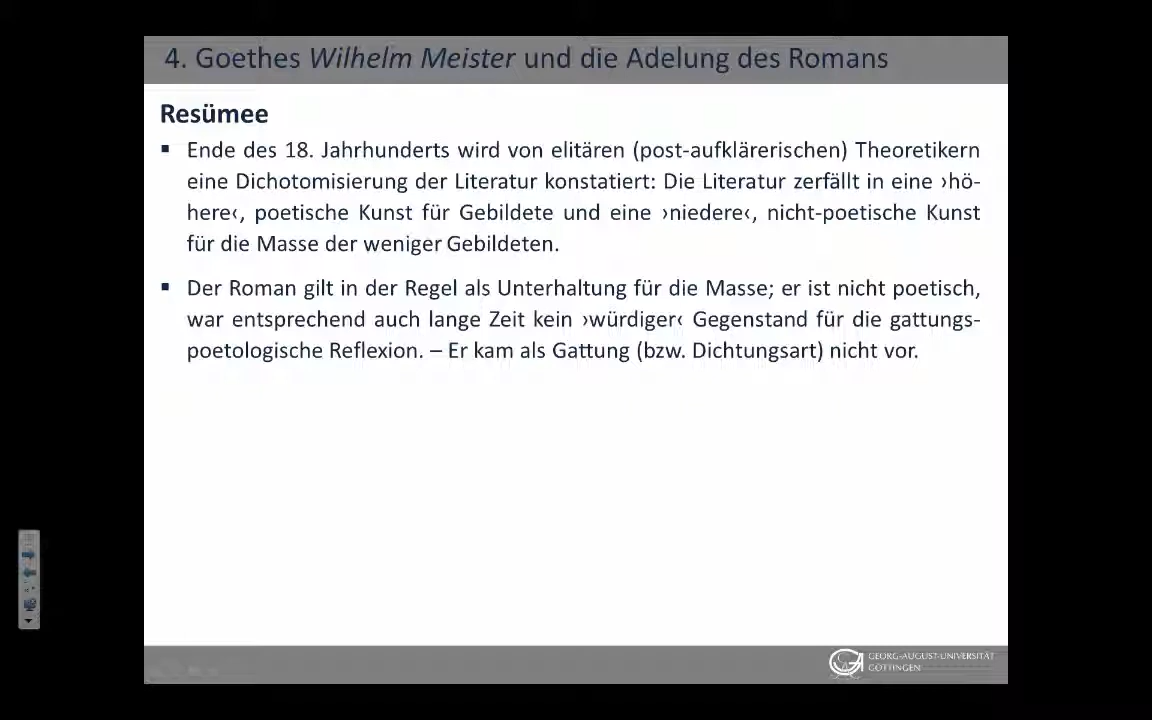 4. Goethes Wilhelm Meister und die Adelung des Romans
Resümee
▪ Ende des 18. Jahrhunderts wird von elitären (post-aufklärerischen) Theoretikern
eine Dichotomisierung der Literatur konstatiert: Die Literatur zerfällt in eine ›hö-
here‹, poetische Kunst für Gebildete und eine ›niedere‹, nicht-poetische Kunst
für die Masse der weniger Gebildeten.
▪ Der Roman gilt in der Regel als Unterhaltung für die Masse; er ist nicht poetisch,
war entsprechend auch lange Zeit kein ›würdiger‹ Gegenstand für die gattungs-
poetologische Reflexion. – Er kam als Gattung (bzw. Dichtungsart) nicht vor.
GEORG-AUGUST-UNIVERSITÄT
GÖTTINGEN